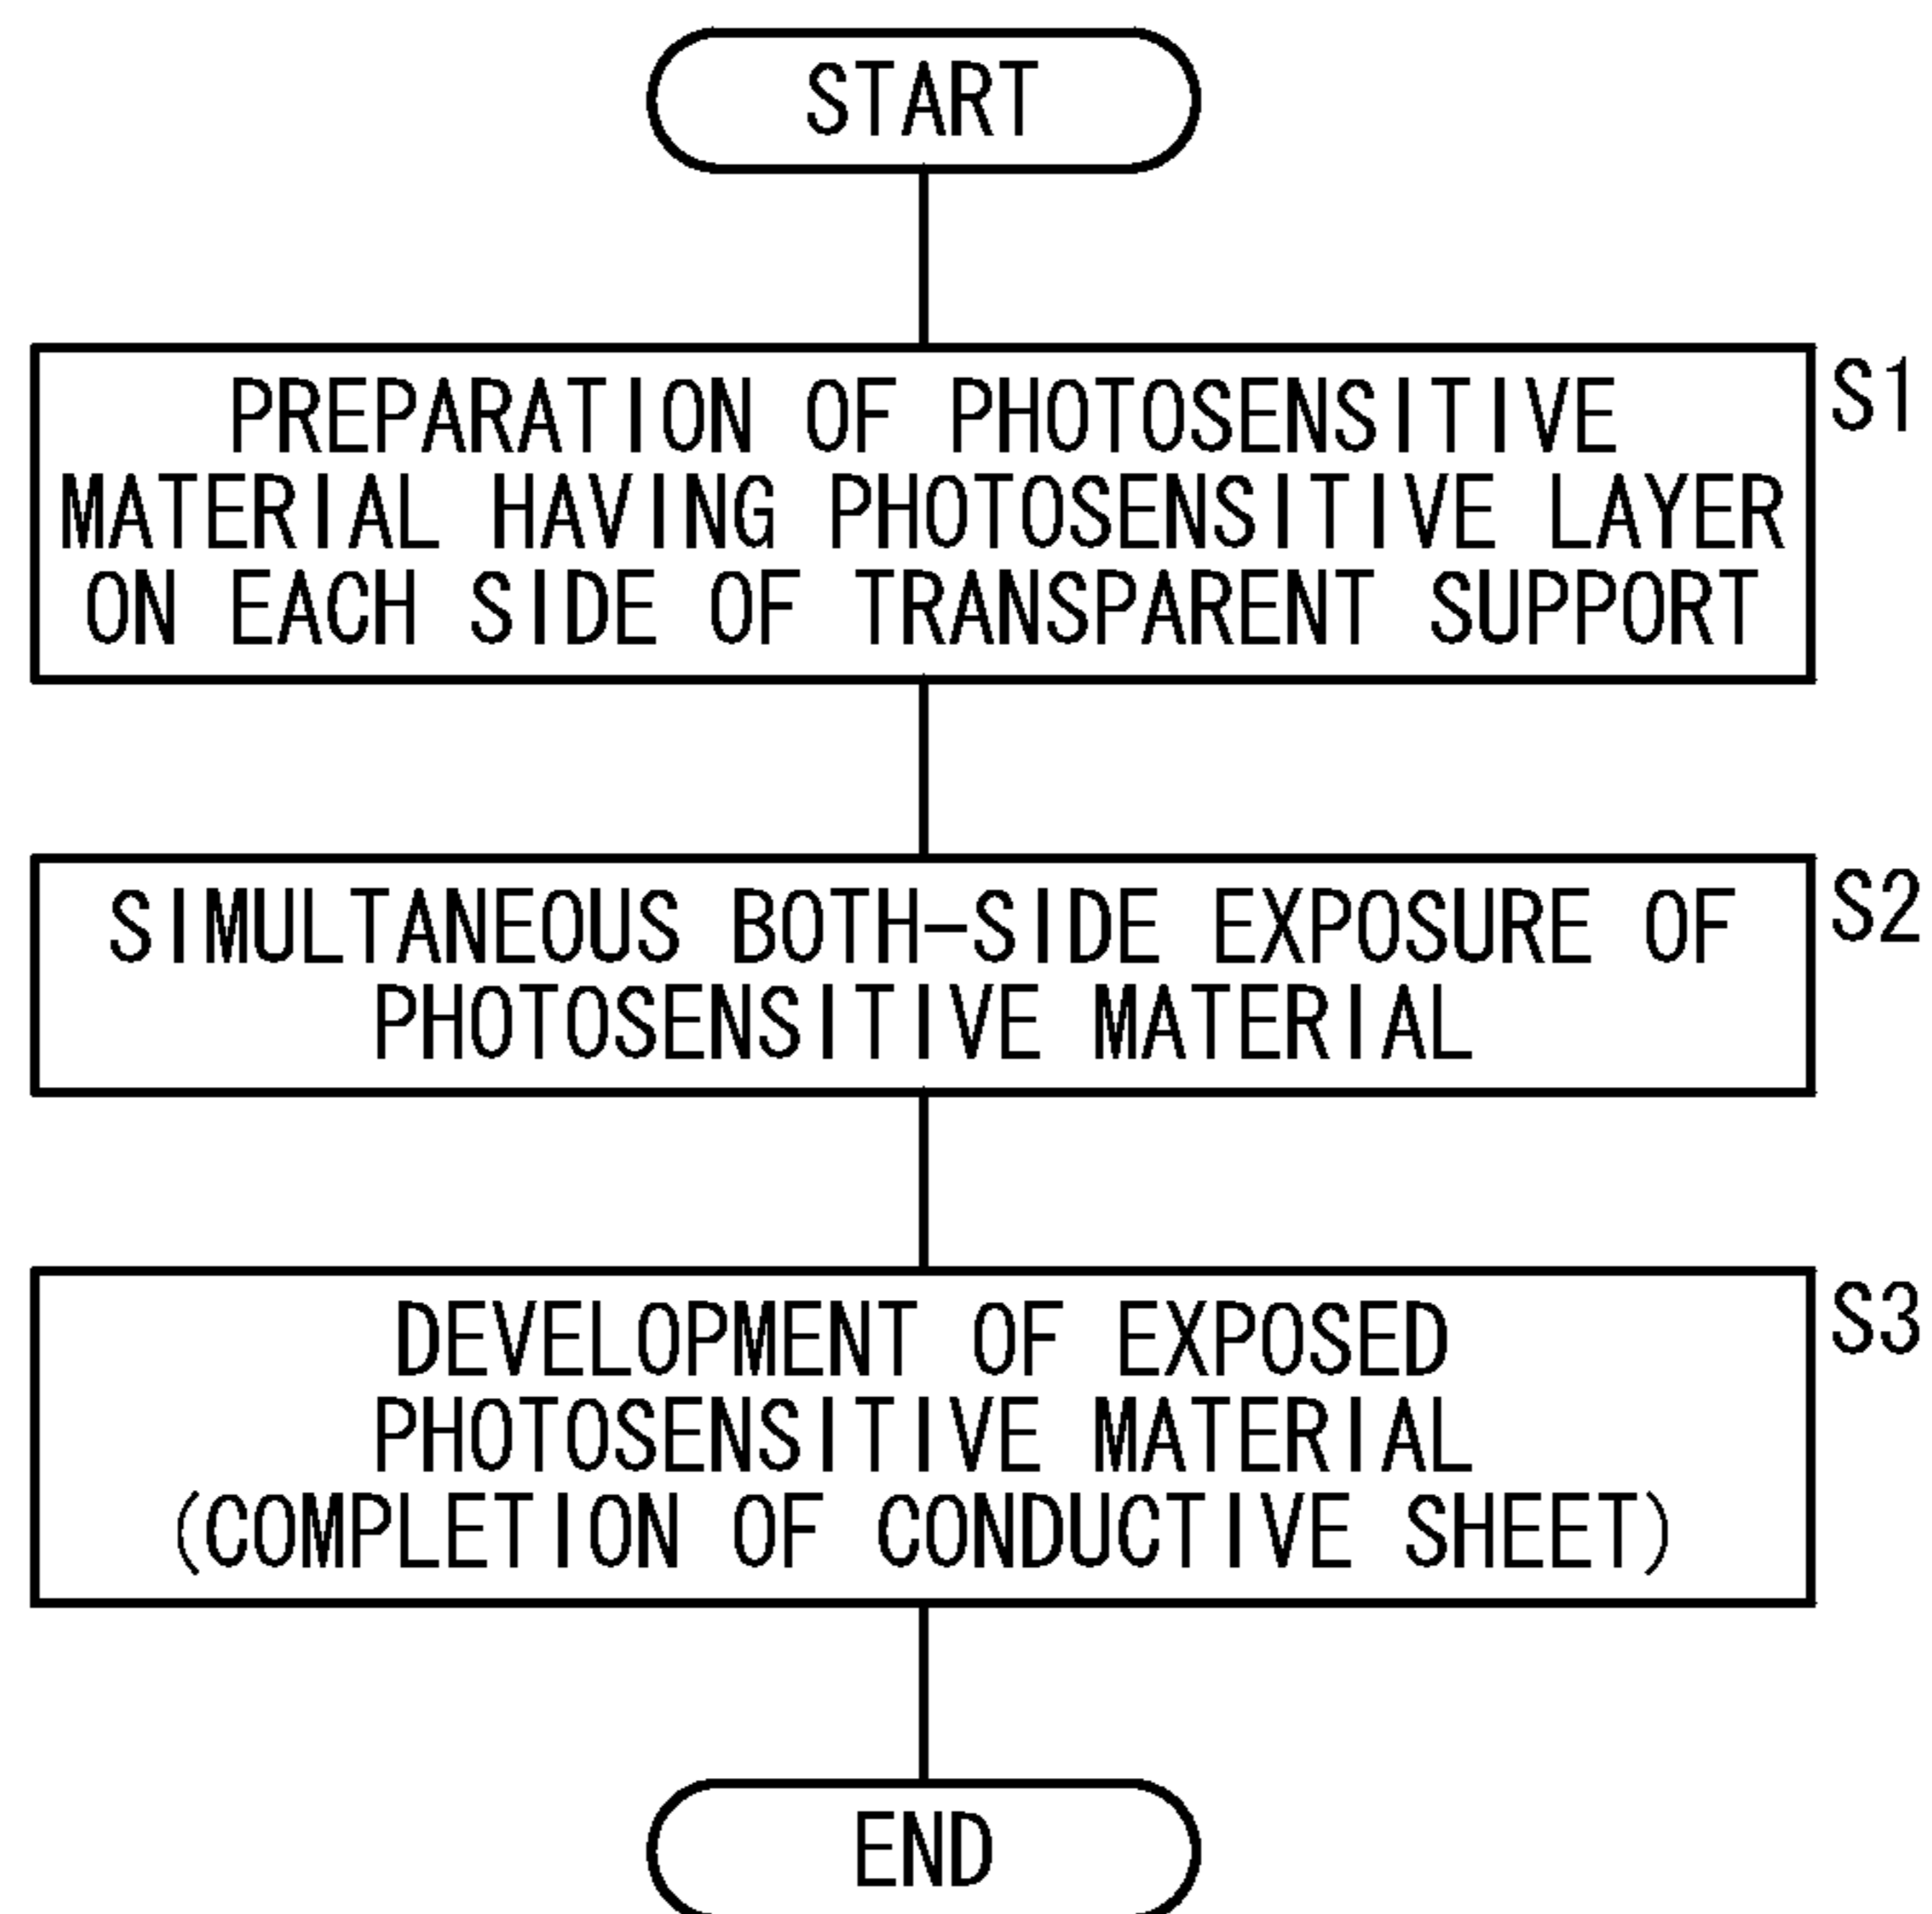 START
PREPARATION OF PHOTOSENSITIVE
MATERIAL HAVING PHOTOSENSITIVE LAYER
ON EACH SIDE OF TRANSPARENT SUPPORT
S1
SIMULTANEOUS BOTH-SIDE EXPOSURE OF
PHOTOSENSITIVE MATERIAL
S2
DEVELOPMENT OF EXPOSED
PHOTOSENSITIVE MATERIAL
(COMPLETION OF CONDUCTIVE SHEET)
S3
END